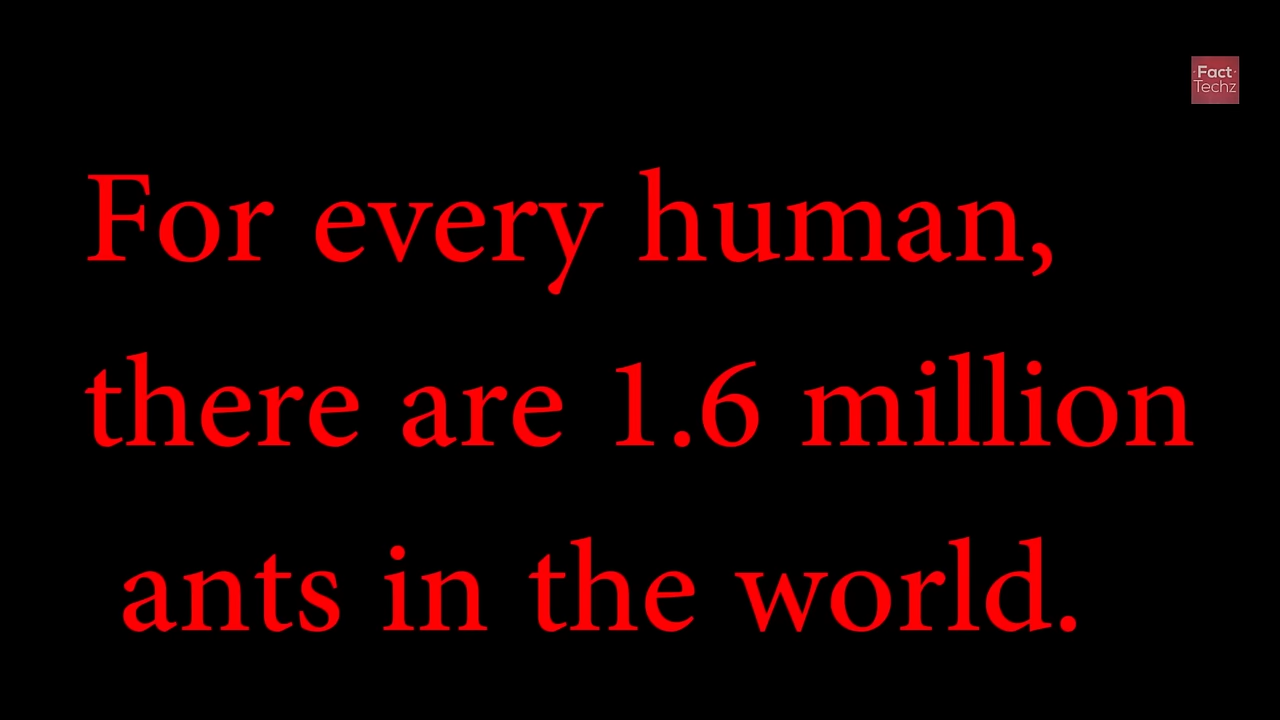 Fact
Techz
For every human,
there are 1.6 million
ants in the world.